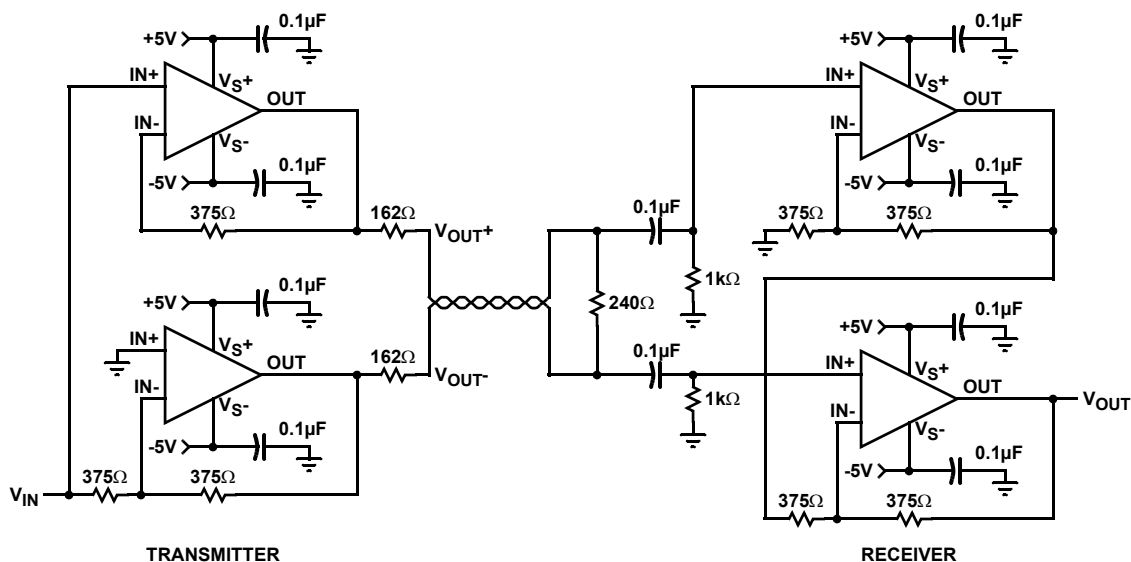 0.1µF
+5V
IN+
VS+
OUT
IN-
VS-
0.1µF
-5V
375Ω
162Ω
VOUT+
0.1µF
+5V
IN+
VS+
OUT
162Ω
VOUT-
IN-
VS-
0.1µF
-5V
375Ω
375Ω
VIN
TRANSMITTER
0.1µF
1kΩ
240Ω
0.1µF
1kΩ
0.1µF
+5V
IN+
VS+
OUT
IN-
VS-
0.1µF
-5V
375Ω
375Ω
0.1µF
+5V
IN+
VS+
OUT
VOUT
IN-
VS-
0.1µF
-5V
375Ω
375Ω
RECEIVER